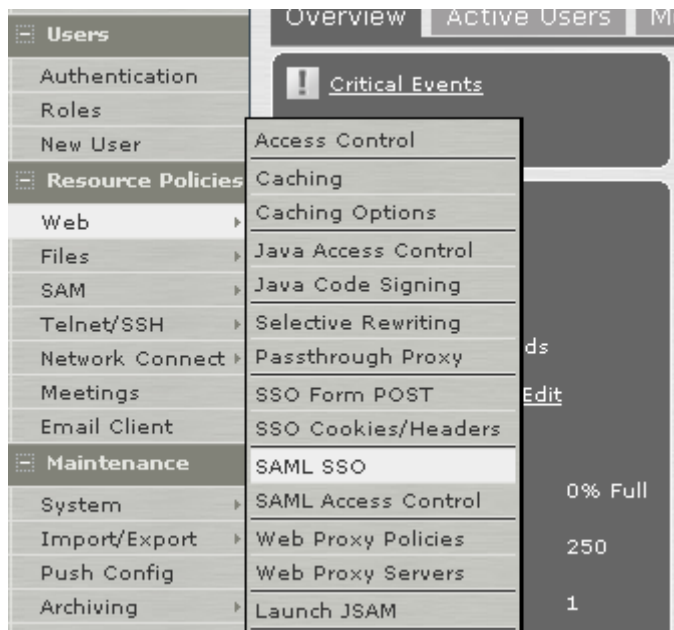 Overview
Active Users
Users
Authentication
Roles
New User
Resource Policies
Web
Files
SAM
Telnet/SSH
Network Connect
Meetings
Email Client
Maintenance
System
Import/Export
Push Config
Archiving
Critical Events
Access Control
Caching
Caching Options
Java Access Control
Java Code Signing
Selective Rewriting
Passthrough Proxy
SSO Form POST
SSO Cookies/Headers
SAML SSO
SAML Access Control
Web Proxy Policies
Web Proxy Servers
Launch JSAM
ds
Edit
0% Full
250
1